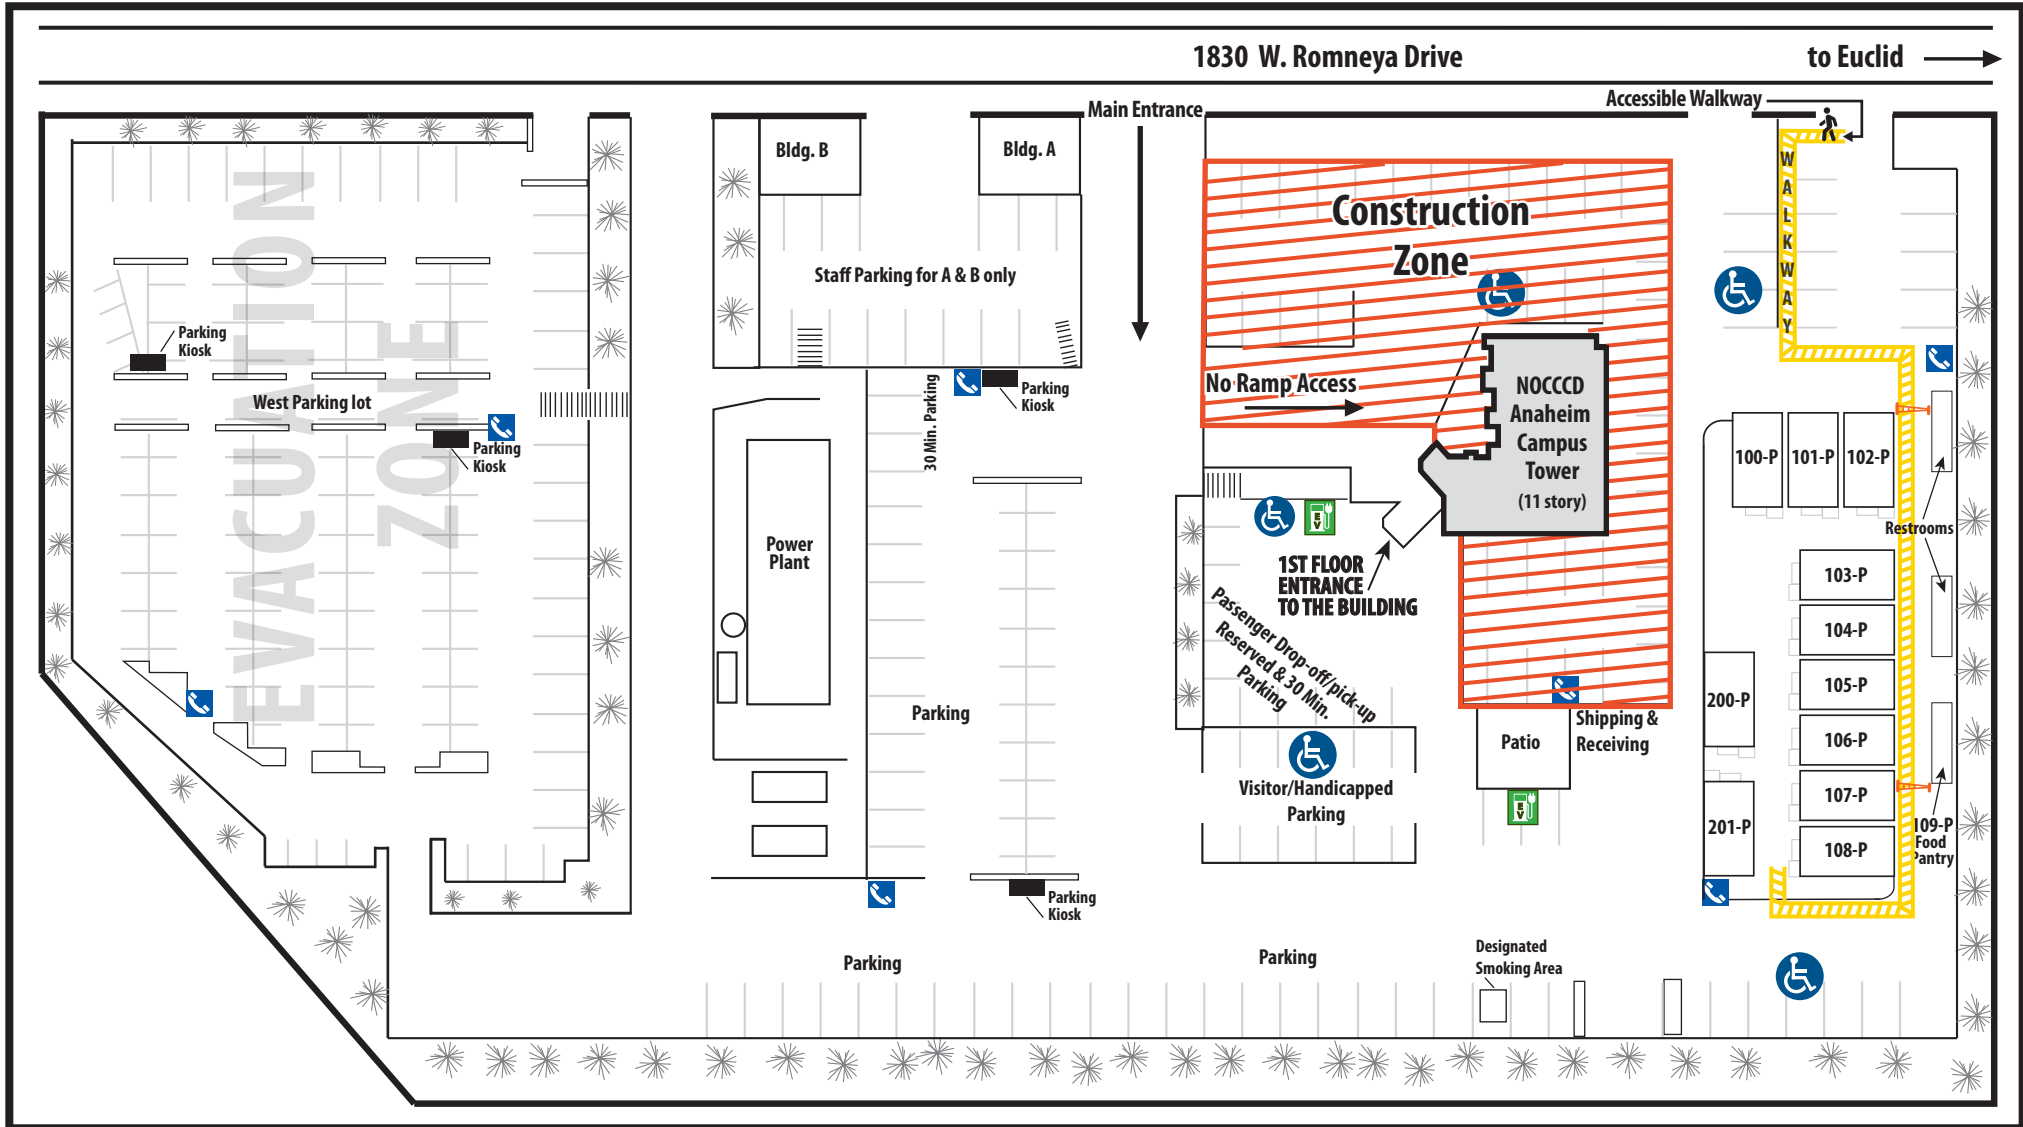 1830 W. Romneya Drive
to Euclid
Main Entrance
Accessible Walkway
Bldg. B
Bldg. A
WALKWAY
Construction
Zone
Staff Parking for A & B only
EVACUATION
ZONE
Parking
Kiosk
West Parking lot
Parking
Kiosk
30 Min. Parking
Parking
Kiosk
No Ramp Access
NOCCCD
Anaheim
Campus
Tower
(11 story)
100-P
101-P
102-P
Restrooms
EV
Power
Plant
1ST FLOOR
ENTRANCE
TO THE BUILDING
103-P
104-P
105-P
106-P
107-P
108-P
Passenger Drop-off/pick-up
Reserved & 30 Min.
Parking
200-P
201-P
Parking
Patio
Shipping &
Receiving
EV
Visitor/Handicapped
Parking
109-P
Food
Pantry
Parking
Kiosk
Parking
Parking
Designated
Smoking Area